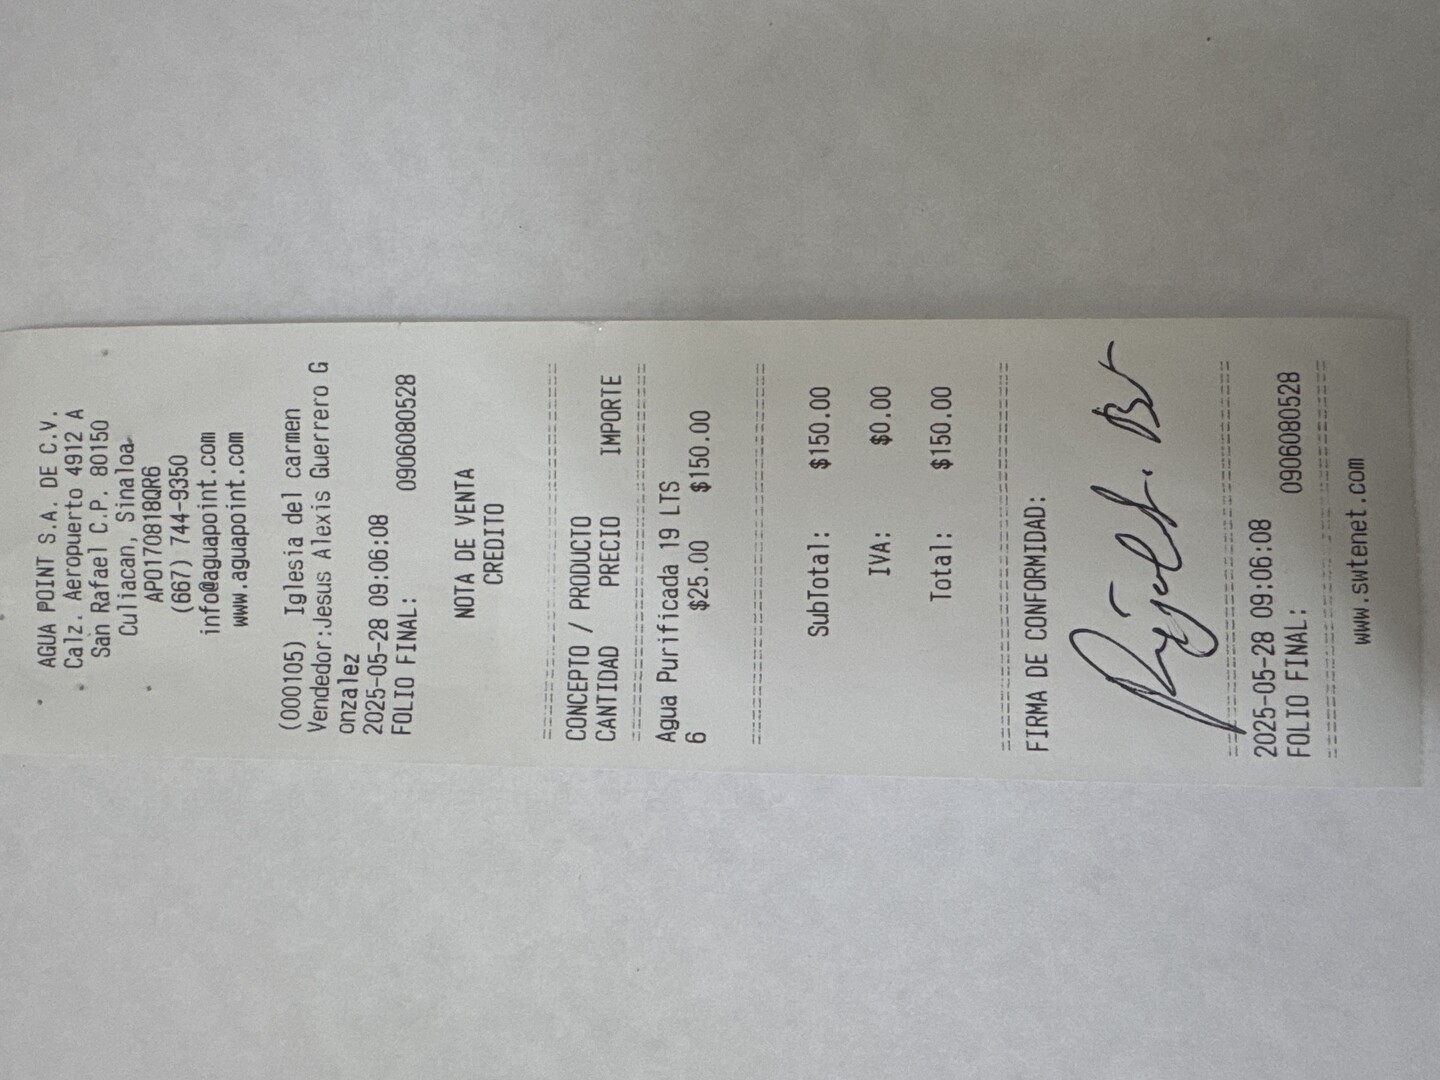 AGUA POINT S.A. DE C.V.
Calz. Aeropuerto 4912 A
San Rafael C.P. 80150
Culiacan, Sinaloa
APO170818QR6
(667) 744-9350
info@aguapoint.com
www.aguapoint.com
(000105) Iglesia del carmen
Vendedor:Jesus Alexis Guerrero G
onzalez
2025-05-28 09:06:08
FOLIO FINAL: 0906080528
NOTA DE VENTA
CREDITO
CONCEPTO / PRODUCTO
CANTIDAD PRECIO IMPORTE
Agua Purificada 19 LTS
6 $25.00 $150.00
SubTotal: $150.00
IVA: $0.00
Total: $150.00
FIRMA DE CONFORMIDAD:
2025-05-28 09:06:08
FOLIO FINAL: 0906080528
www.swtenet.com